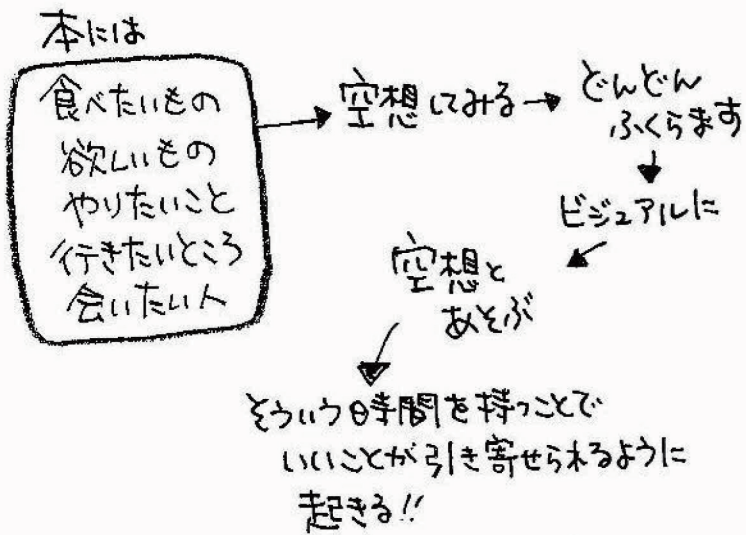 本には
食べたいもの
欲しいもの
やりたいこと
行きたいところ
会いたい人
空想してみる
どんどん
ふくらます
ビジュアルに
空想と
あそぶ
そういう時間を持つことで
いいことが引き寄せられるように
起きる!!